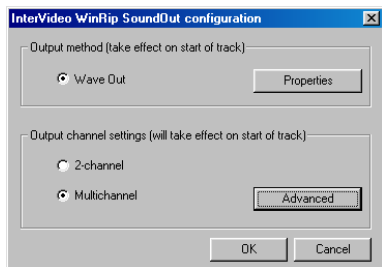 InterVideo WinRip SoundOut configuration
Output method (take effect on start of track)
Wave Out
Properties
Output channel settings (will take effect on start of track)
2-channel
Multichannel
Advanced
OK
Cancel